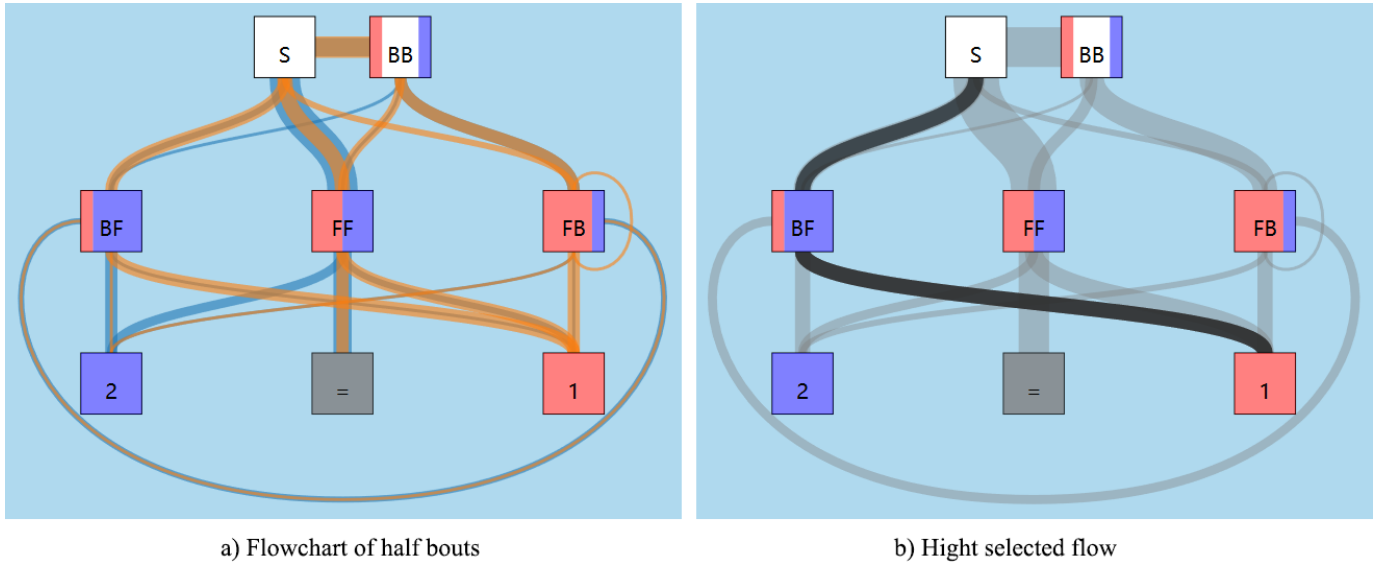 S BB S BB
BF FF FB BF FF FB
2 = 1 2 = 1
a) Flowchart of half bouts b) Hight selected flow